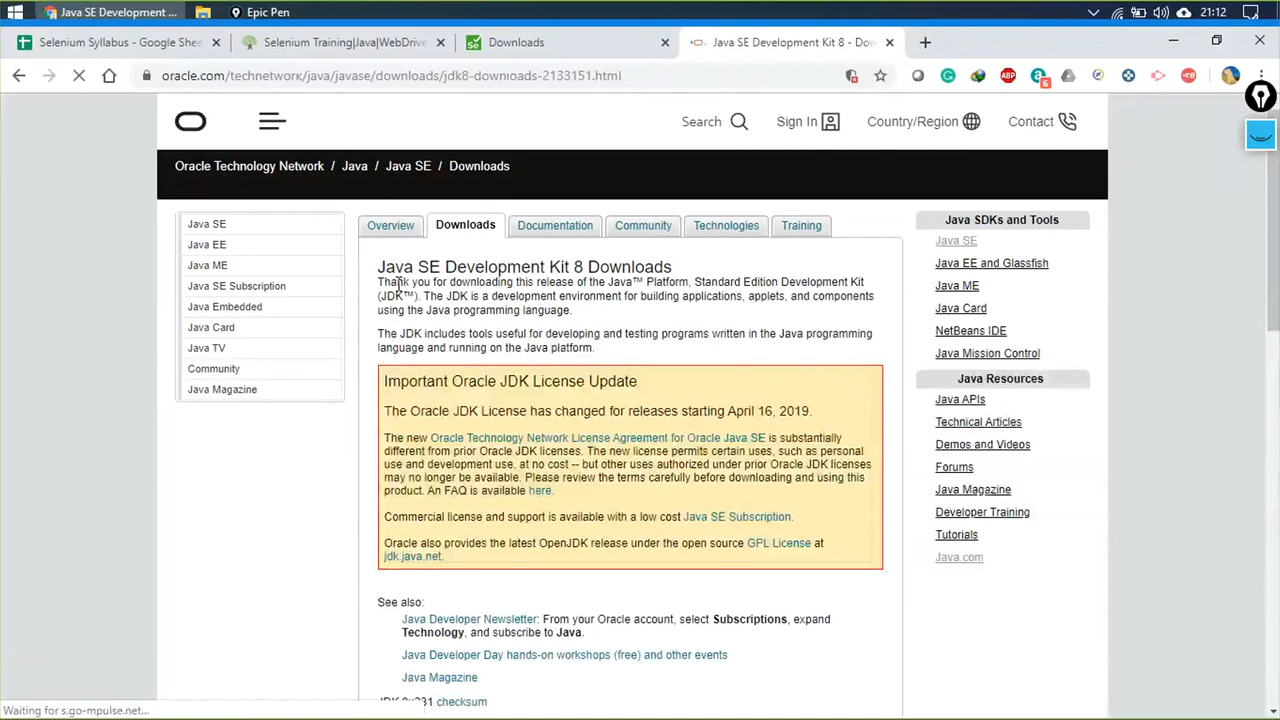 Java SE Development ...
Epic Pen
21:12
Selenium Syllabus - Google Shee
Selenium Training|Java|WebDrive
Downloads
Java SE Development Kit 8 - Dow
oracle.com/technetwork/java/javase/downloads/jdk8-downloads-2133151.html
ABP
6
Search
Sign In
Country/Region
Contact
Oracle Technology Network / Java / Java SE / Downloads
Java SE
Java EE
Java ME
Java SE Subscription
Java Embedded
Java Card
Java TV
Community
Java Magazine
Overview
Downloads
Documentation
Community
Technologies
Training
Java SE Development Kit 8 Downloads
Thank you for downloading this release of the Java™ Platform, Standard Edition Development Kit
(JDK™). The JDK is a development environment for building applications, applets, and components
using the Java programming language.
The JDK includes tools useful for developing and testing programs written in the Java programming
language and running on the Java platform.
Important Oracle JDK License Update
The Oracle JDK License has changed for releases starting April 16, 2019.
The new Oracle Technology Network License Agreement for Oracle Java SE is substantially
different from prior Oracle JDK licenses. The new license permits certain uses, such as personal
use and development use, at no cost -- but other uses authorized under prior Oracle JDK licenses
may no longer be available. Please review the terms carefully before downloading and using this
product. An FAQ is available here.
Commercial license and support is available with a low cost Java SE Subscription.
Oracle also provides the latest OpenJDK release under the open source GPL License at
jdk.java.net.
See also:
Java Developer Newsletter: From your Oracle account, select Subscriptions, expand
Technology, and subscribe to Java.
Java Developer Day hands-on workshops (free) and other events
Java Magazine
checksum
Java SDKs and Tools
Java SE
Java EE and Glassfish
Java ME
Java Card
NetBeans IDE
Java Mission Control
Java Resources
Java APIs
Technical Articles
Demos and Videos
Forums
Java Magazine
Developer Training
Tutorials
Java.com
Waiting for s.go-mpulse.net...